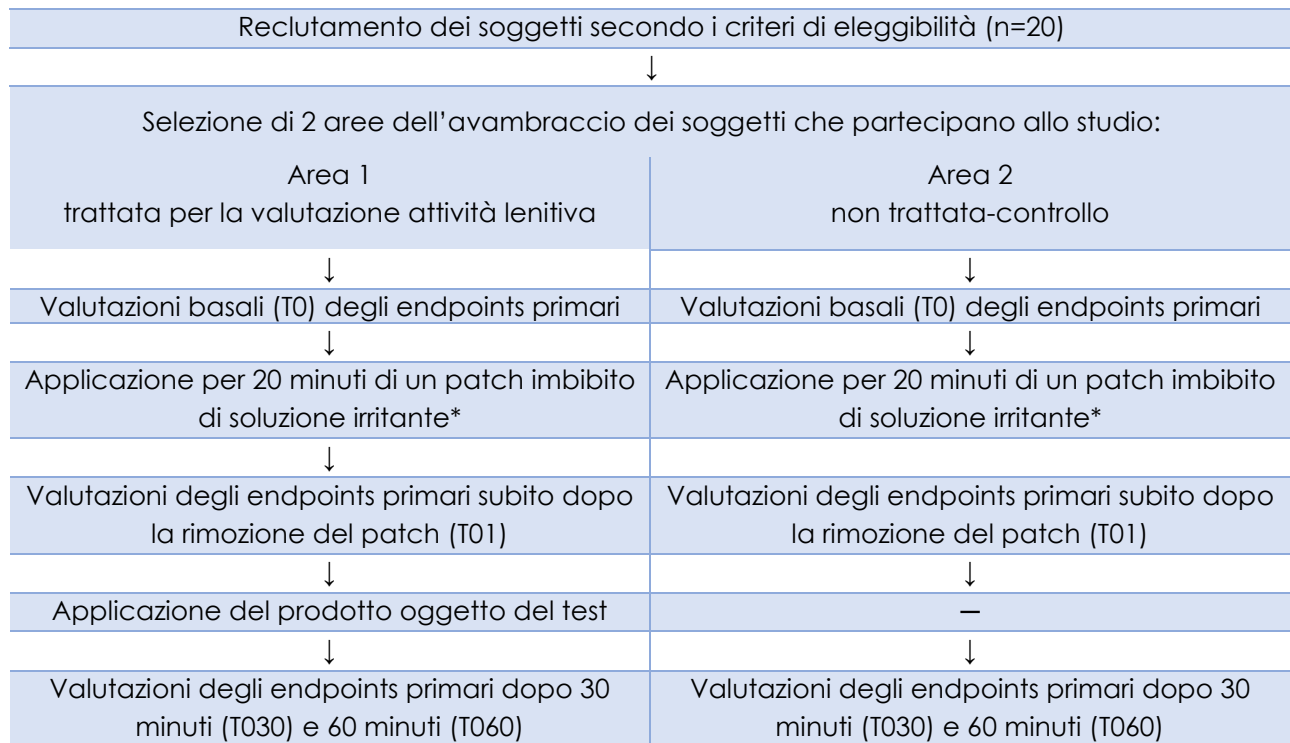 Reclutamento dei soggetti secondo i criteri di eleggibilità (n=20)
↓
Selezione di 2 aree dell’avambraccio dei soggetti che partecipano allo studio:
Area 1
trattata per la valutazione attività lenitiva
Area 2
non trattata-controllo
↓
↓
Valutazioni basali (T0) degli endpoints primari
Valutazioni basali (T0) degli endpoints primari
↓
↓
Applicazione per 20 minuti di un patch imbibito
di soluzione irritante*
Applicazione per 20 minuti di un patch imbibito
di soluzione irritante*
↓
Valutazioni degli endpoints primari subito dopo
la rimozione del patch (T01)
Valutazioni degli endpoints primari subito dopo
la rimozione del patch (T01)
↓
↓
Applicazione del prodotto oggetto del test
—
↓
↓
Valutazioni degli endpoints primari dopo 30
minuti (T030) e 60 minuti (T060)
Valutazioni degli endpoints primari dopo 30
minuti (T030) e 60 minuti (T060)